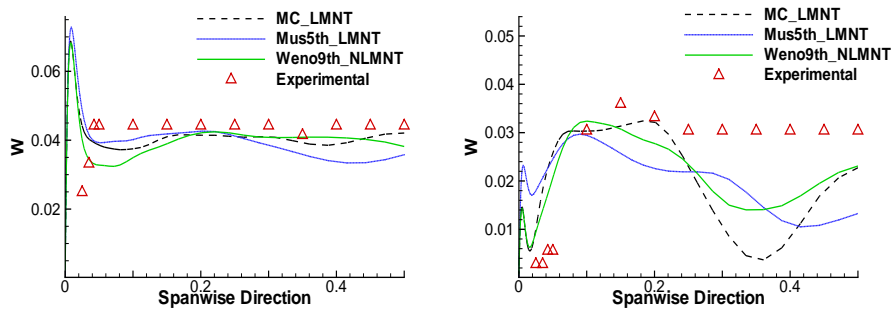 MC_LMNT
Mus5th_LMNT
Weno9th_NLMNT
Experimental
0.06
0.04
0.02
W
0
0.2
0.4
Spanwise Direction
MC_LMNT
Mus5th_LMNT
Weno9th_NLMNT
Experimental
0.05
0.04
0.03
0.02
0.01
W
0
0.2
0.4
Spanwise Direction